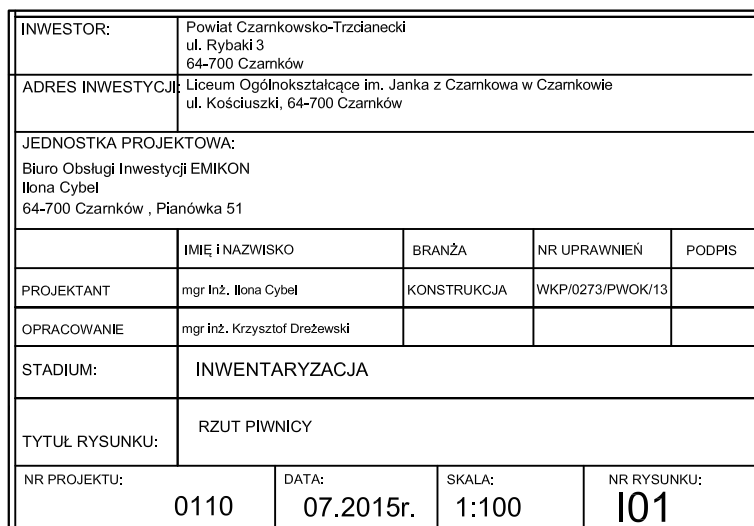 INWESTOR: Powiat Czarnkowsko-Trzcianecki
ul. Rybaki 3
64-700 Czarnków
ADRES INWESTYCJI: Liceum Ogólnokształcące im. Janka z Czarnkowa w Czarnkowie
ul. Kościuszki, 64-700 Czarnków
JEDNOSTKA PROJEKTOWA:
Biuro Obsługi Inwestycji EMIKON
Ilona Cybel
64-700 Czarnków , Pianówka 51
IMIĘ i NAZWISKO BRANŻA NR UPRAWNIEŃ PODPIS
PROJEKTANT mgr Inż. Ilona Cybel KONSTRUKCJA WKP/0273/PWOK/13
OPRACOWANIE mgr inż. Krzysztof Dreżewski
STADIUM: INWENTARYZACJA
TYTUŁ RYSUNKU: RZUT PIWNICY
NR PROJEKTU: DATA: SKALA: NR RYSUNKU:
0110 07.2015r. 1:100 I01